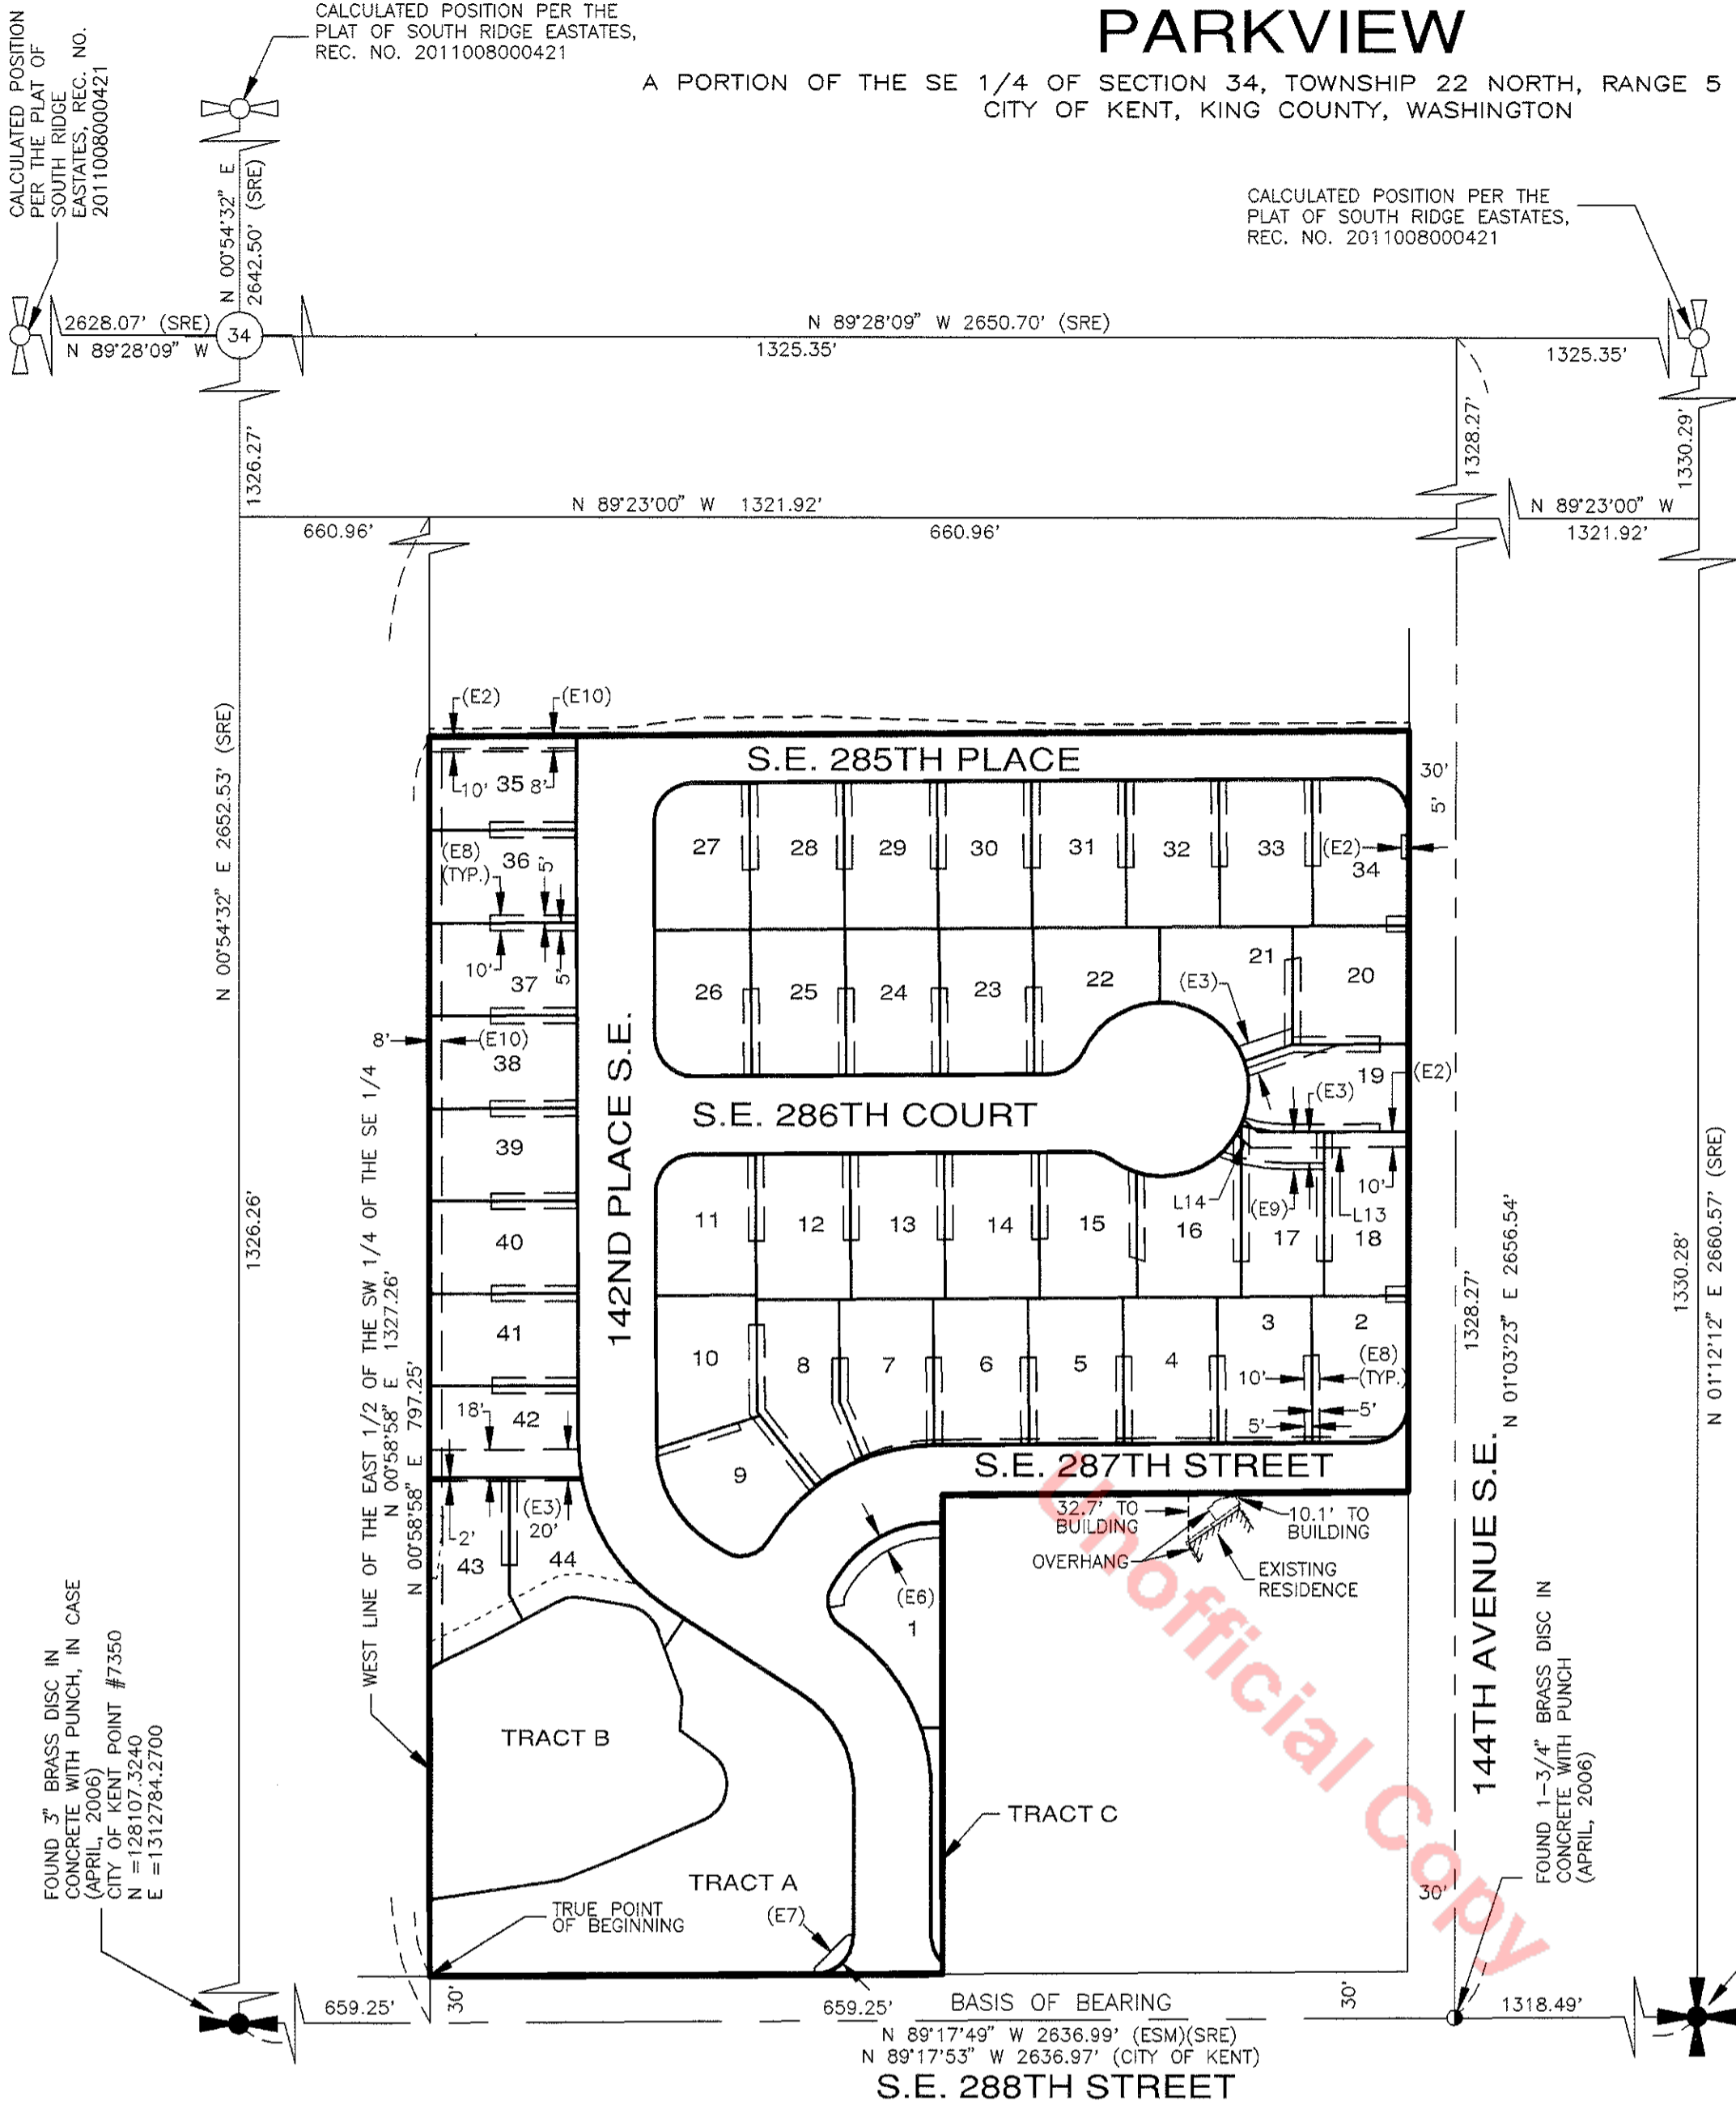 PARKVIEW
A PORTION OF THE SE 1/4 OF SECTION 34, TOWNSHIP 22 NORTH, RANGE 5
CITY OF KENT, KING COUNTY, WASHINGTON
CALCULATED POSITION
PER THE PLAT OF
SOUTH RIDGE
EASTATES, REC. NO.
2011008000421
CALCULATED POSITION PER THE
PLAT OF SOUTH RIDGE EASTATES,
REC. NO. 2011008000421
N 00°54'32" E
2642.50' (SRE)
CALCULATED POSITION PER THE
PLAT OF SOUTH RIDGE EASTATES,
REC. NO. 2011008000421
2628.07' (SRE)
N 89°28'09" W
34
N 89°28'09" W 2650.70' (SRE)
1325.35'
1325.35'
1326.27'
1328.27'
1330.29'
N 89°23'00" W 1321.92'
660.96'
660.96'
N 89°23'00" W
1321.92'
N 00°54'32" E 2652.53' (SRE)
1326.26'
(E2)
(E10)
10'
35
8'
S.E. 285TH PLACE
30'
5'
27
28
29
30
31
32
33
(E2)
34
(E8)
(TYP.)
36
5'
10'
37
5'
8'
(E10)
38
39
40
41
18'
42
2'
(E3)
20'
43
44
142ND PLACE S.E.
26
25
24
23
22
21
20
(E3)
19
(E2)
(E3)
S.E. 286TH COURT
L14
(E9)
L13
10'
11
12
13
14
15
16
17
18
10
8
7
6
5
4
3
2
(E8)
(TYP.)
10'
5'
5'
9
S.E. 287TH STREET
32.7' TO
BUILDING
10.1' TO
BUILDING
OVERHANG
EXISTING
RESIDENCE
(E6)
1
WEST LINE OF THE EAST 1/2 OF THE SW 1/4 OF THE SE 1/4
N 00°58'58" E 1327.26'
N 00°58'58" E 797.25'
1328.27'
N 01°03'23" E 2656.54'
1330.28'
N 01°12'12" E 2660.57' (SRE)
144TH AVENUE S.E.
TRACT B
TRACT C
TRACT A
(E7)
TRUE POINT
OF BEGINNING
FOUND 3" BRASS DISC IN
CONCRETE WITH PUNCH, IN CASE
(APRIL, 2006)
CITY OF KENT POINT #7350
N =128107.3240
E =1312784.2700
FOUND 1-3/4" BRASS DISC IN
CONCRETE WITH PUNCH
(APRIL, 2006)
30'
30'
30'
659.25'
659.25'
BASIS OF BEARING
1318.49'
N 89°17'49" W 2636.99' (ESM)(SRE)
N 89°17'53" W 2636.97' (CITY OF KENT)
S.E. 288TH STREET
Unofficial Copy